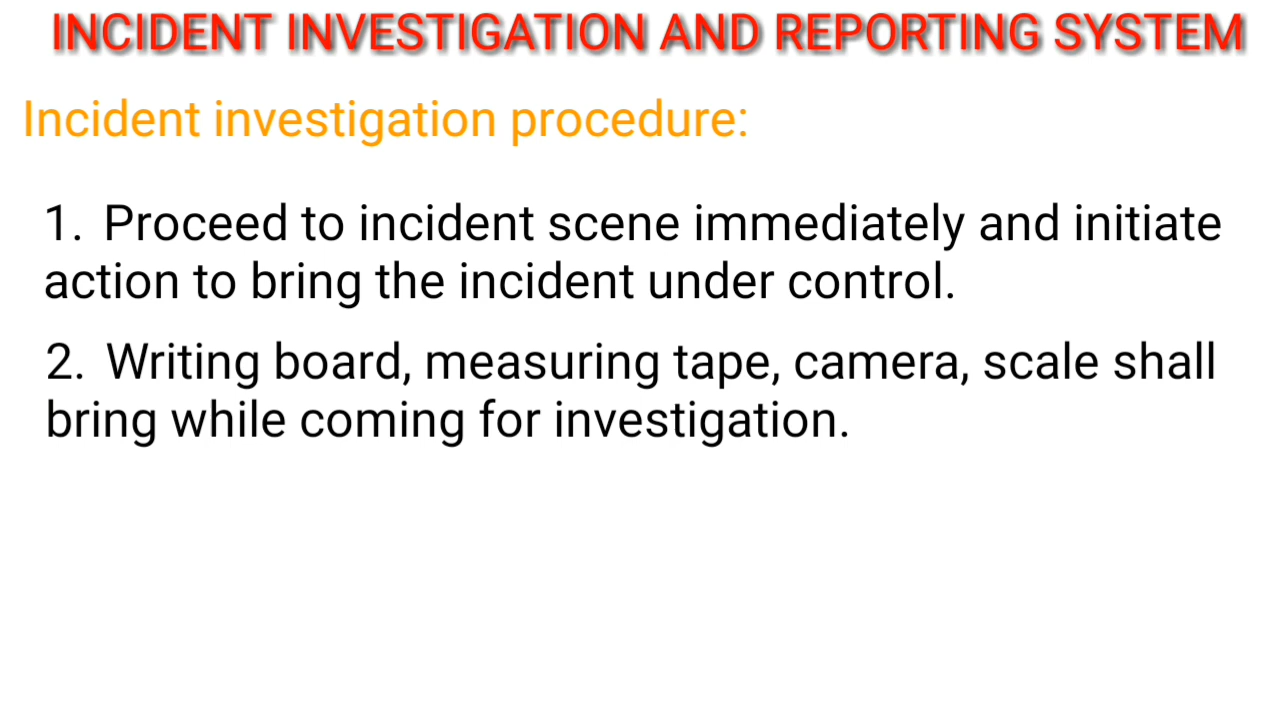 INCIDENT INVESTIGATION AND REPORTING SYSTEM
Incident investigation procedure:
1. Proceed to incident scene immediately and initiate
action to bring the incident under control.
2. Writing board, measuring tape, camera, scale shall
bring while coming for investigation.